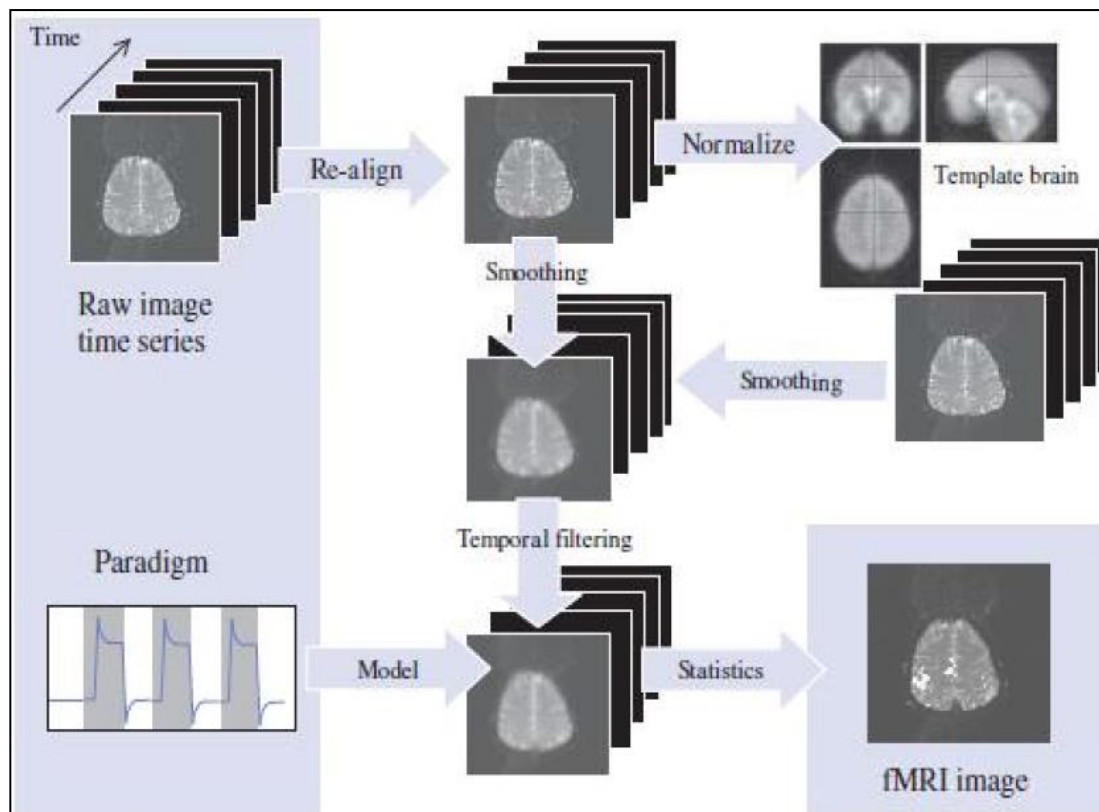 Time
Re-align
Normalize
Template brain
Raw image
time series
Smoothing
Smoothing
Temporal filtering
Paradigm
Model
Statistics
fMRI image